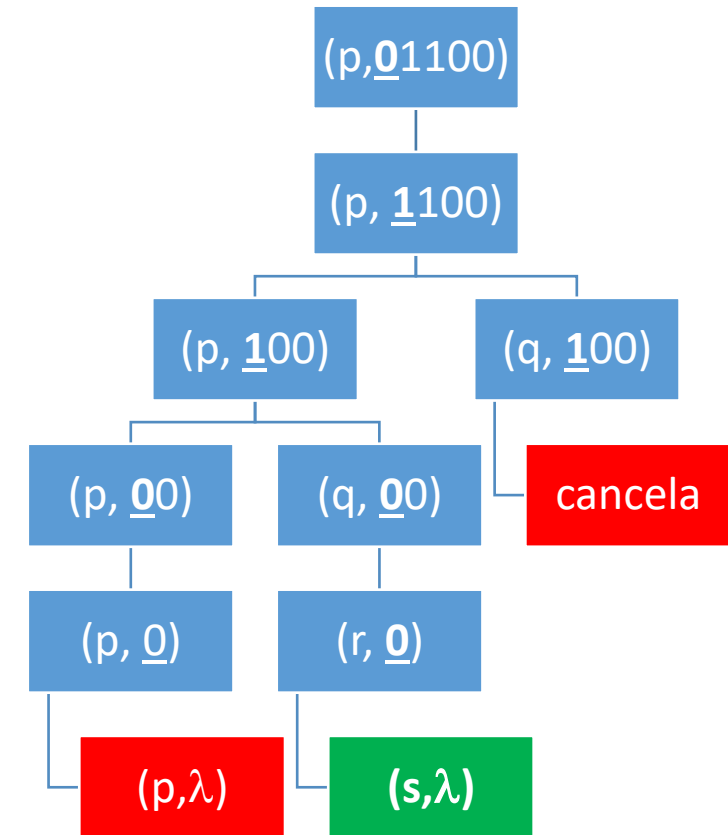 (p,01100)
(p, 1100)
(p, 100)
(q, 100)
(p, 00)
(q, 00)
cancela
(p, 0)
(r, 0)
(p,λ)
(s,λ)